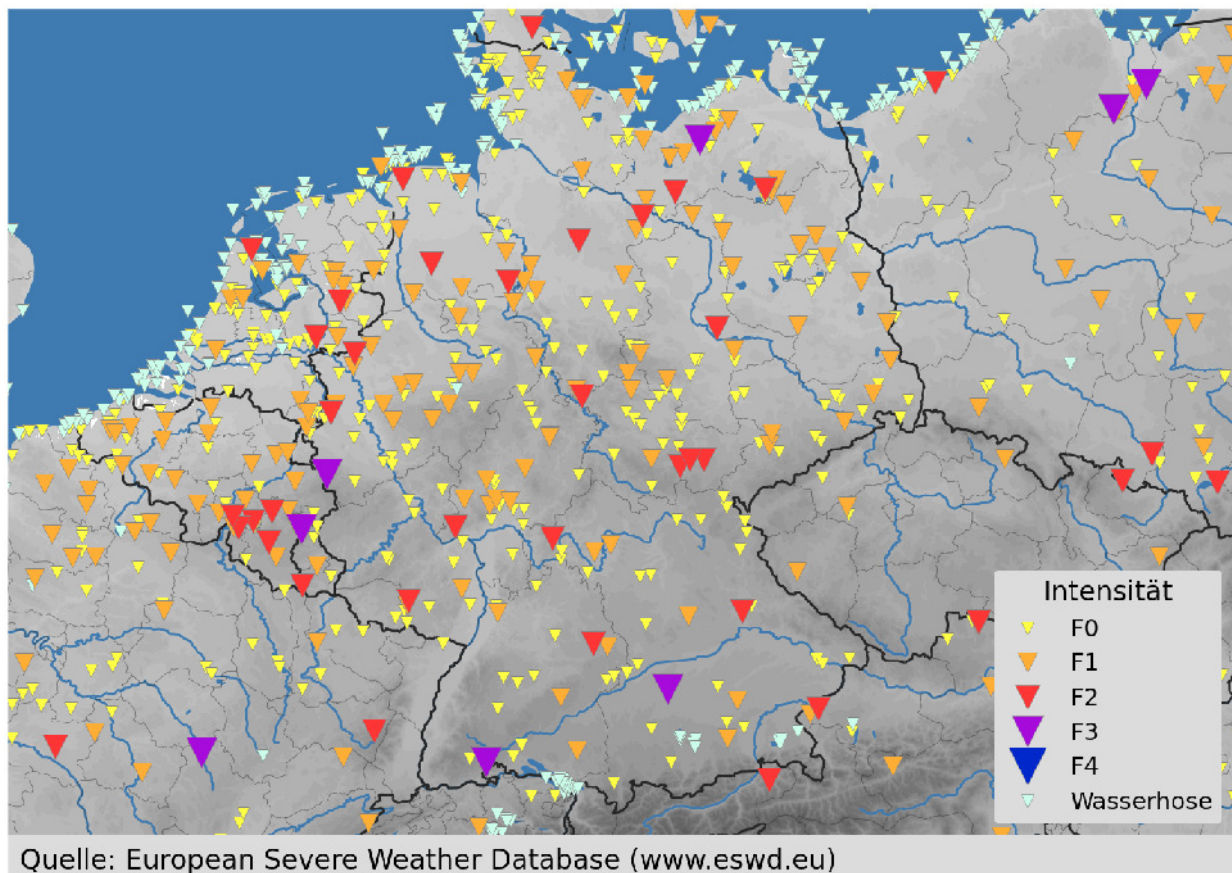 Intensität
F0
F1
F2
F3
F4
Wasserhose
Quelle: European Severe Weather Database (www.eswd.eu)